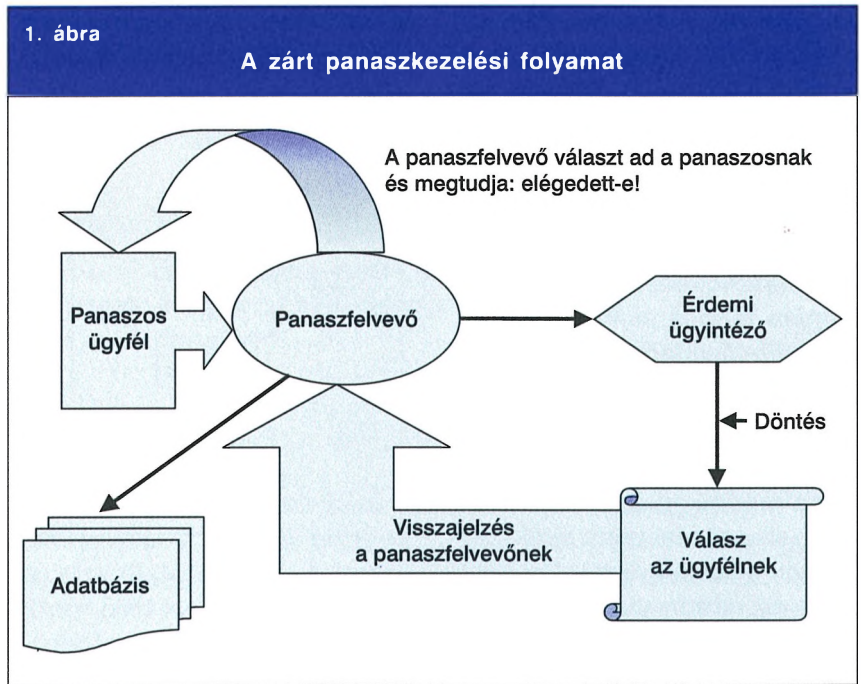 1. ábra
A zárt panaszkezelési folyamat
A panaszfelvevő választ ad a panaszosnak
és megtudja: elégedett-e!
Panaszos
ügyfél
Panaszfelvevő
Érdemi
ügyintéző
Döntés
Visszajelzés
a panaszfelvevőnek
Válasz
az ügyfélnek
Adatbázis